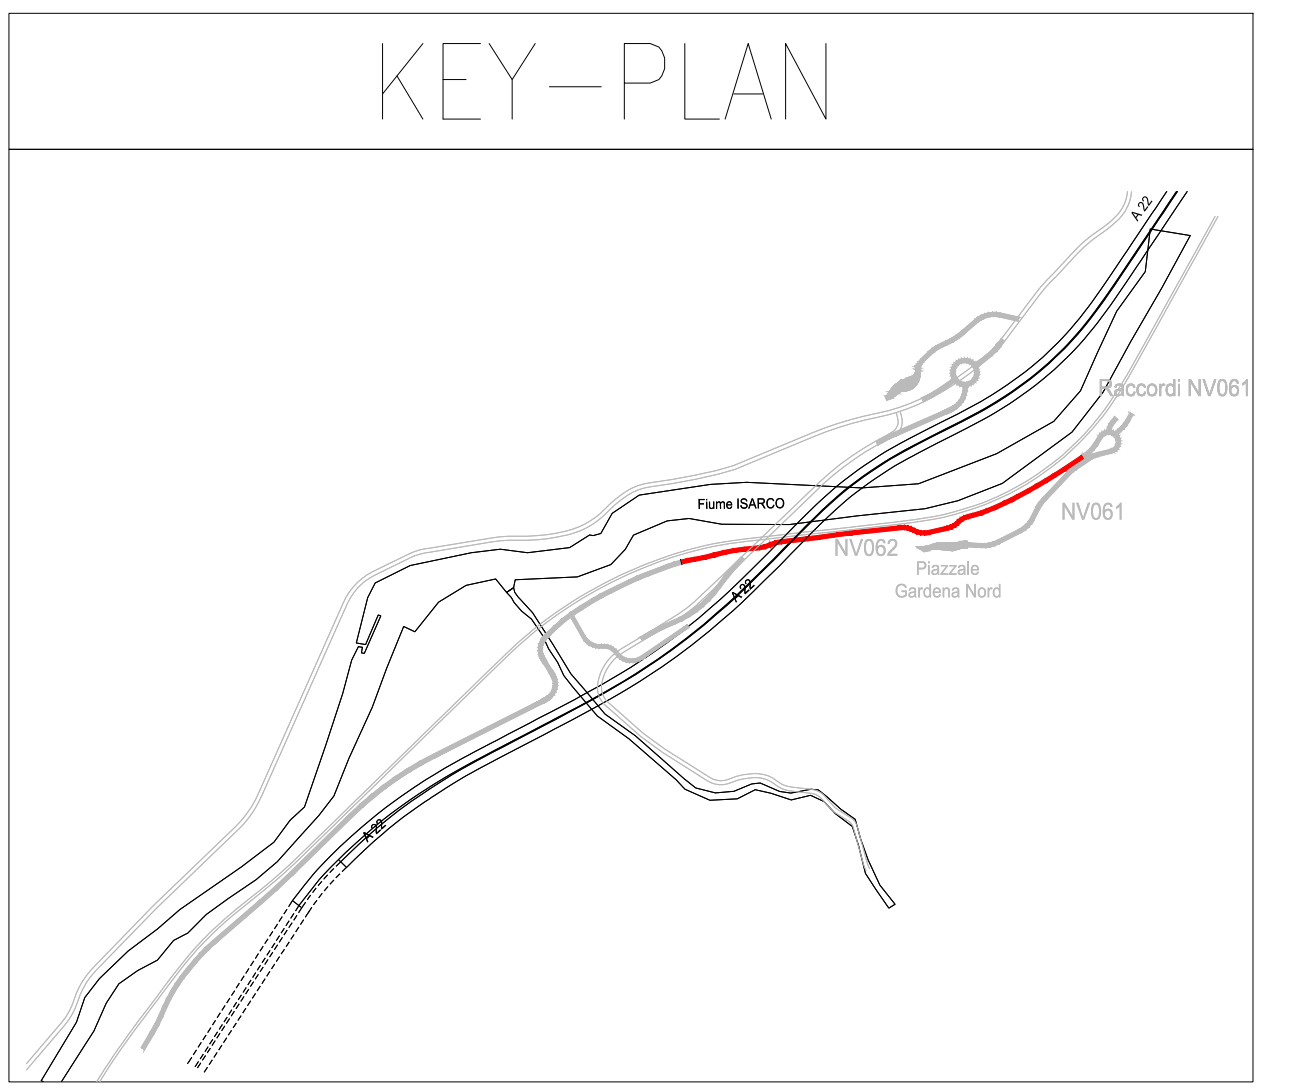 KEY-PLAN
A 22
Raccordi NV061
Fiume ISARCO
NV061
NV062
Piazzale
Gardena Nord
A 22
A 22